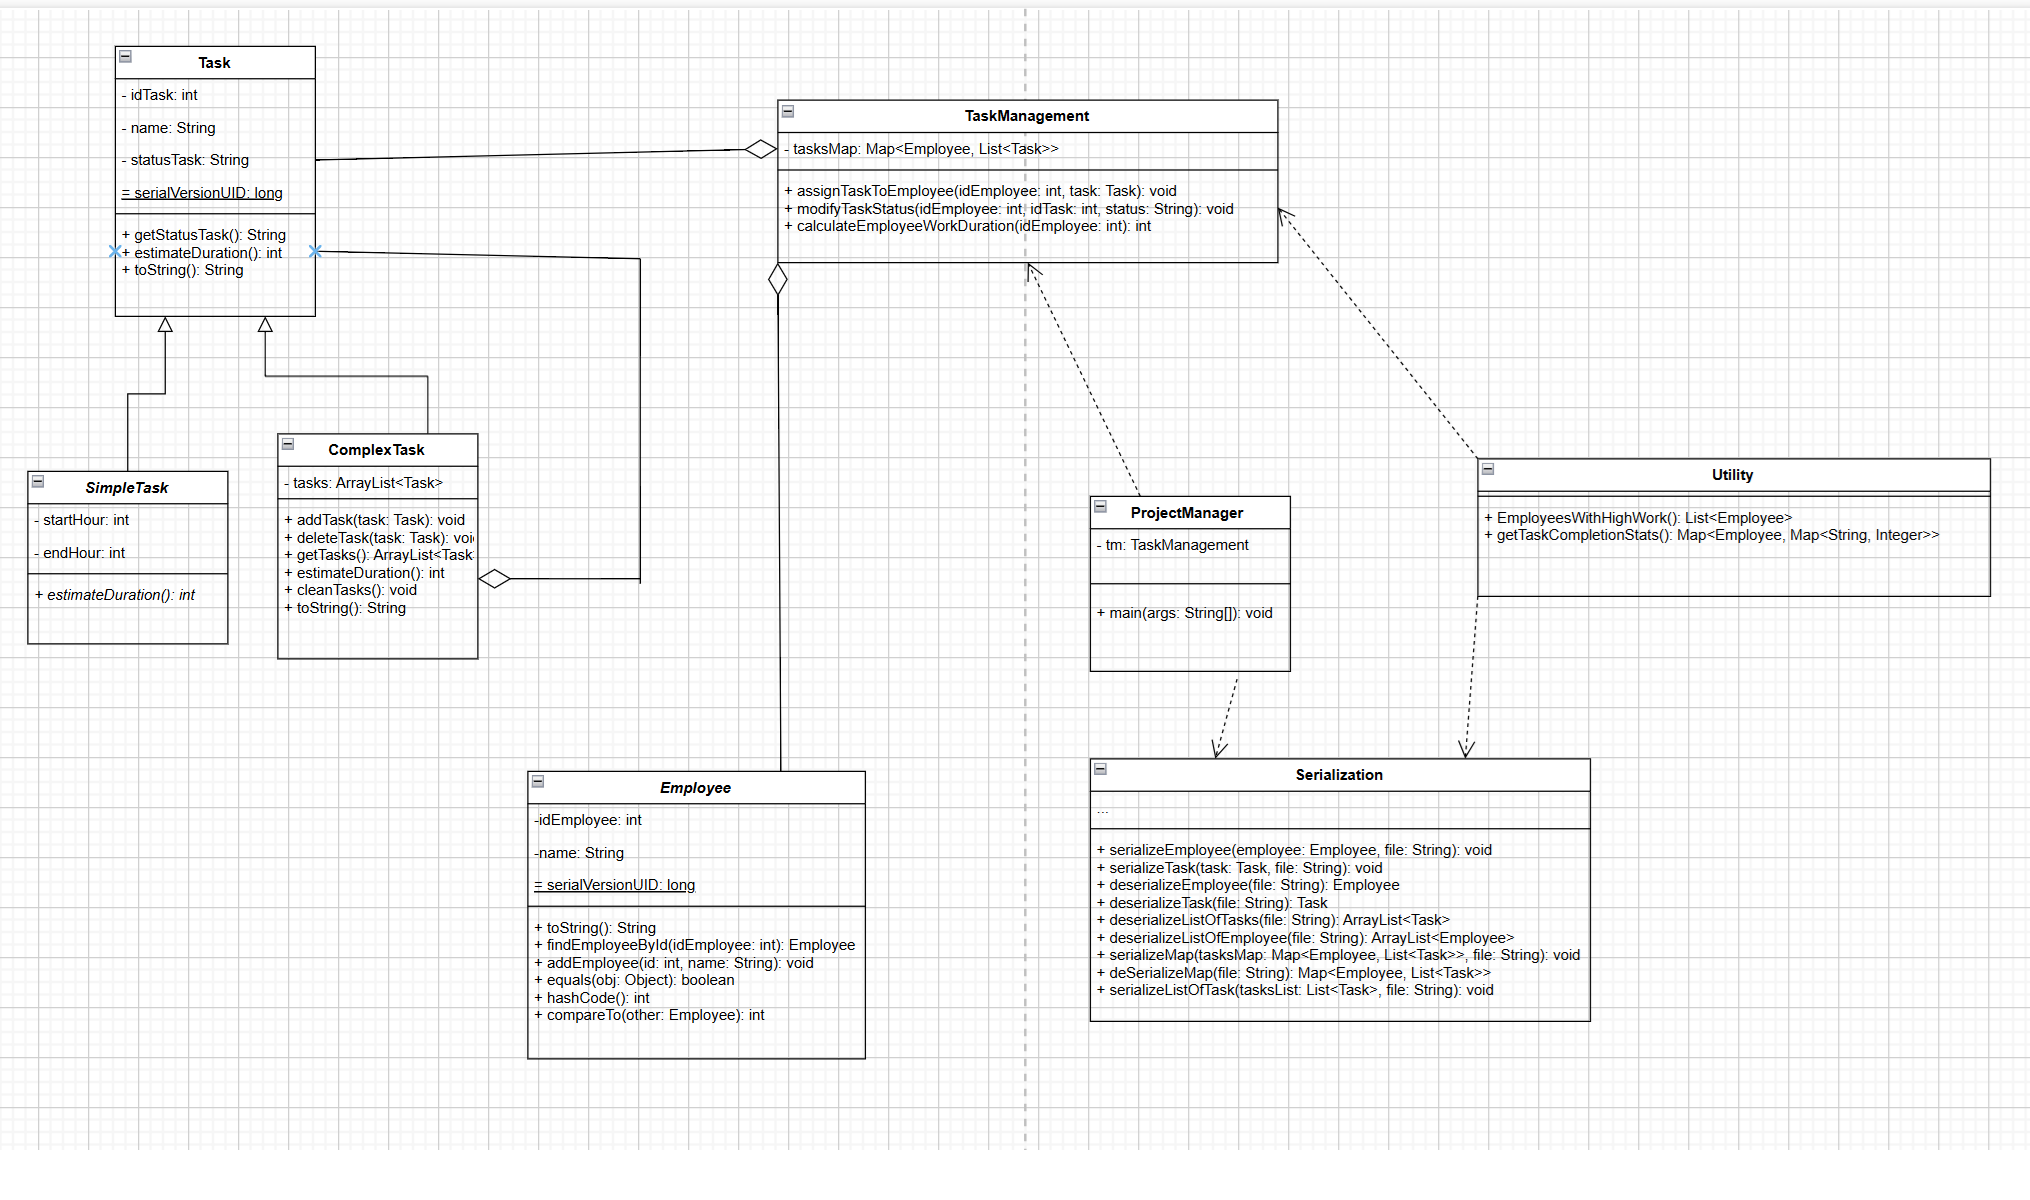 Task
- idTask: int
- name: String
- statusTask: String
= serialVersionUID: long
+ getStatusTask(): String
+ estimateDuration(): int
+ toString(): String
TaskManagement
- tasksMap: Map<Employee, List<Task>>
+ assignTaskToEmployee(idEmployee: int, task: Task): void
+ modifyTaskStatus(idEmployee: int, idTask: int, status: String): void
+ calculateEmployeeWorkDuration(idEmployee: int): int
SimpleTask
- startHour: int
- endHour: int
+ estimateDuration(): int
ComplexTask
- tasks: ArrayList<Task>
+ addTask(task: Task): void
+ deleteTask(task: Task): voi
+ getTasks(): ArrayList<Task
+ estimateDuration(): int
+ cleanTasks(): void
+ toString(): String
ProjectManager
- tm: TaskManagement
+ main(args: String[]): void
Utility
+ EmployeesWithHighWork(): List<Employee>
+ getTaskCompletionStats(): Map<Employee, Map<String, Integer>>
Employee
-idEmployee: int
-name: String
= serialVersionUID: long
+ toString(): String
+ findEmployeeById(idEmployee: int): Employee
+ addEmployee(id: int, name: String): void
+ equals(obj: Object): boolean
+ hashCode(): int
+ compareTo(other: Employee): int
Serialization
...
+ serializeEmployee(employee: Employee, file: String): void
+ serializeTask(task: Task, file: String): void
+ deserializeEmployee(file: String): Employee
+ deserializeTask(file: String): Task
+ deserializeListOfTasks(file: String): ArrayList<Task>
+ deserializeListOfEmployee(file: String): ArrayList<Employee>
+ serializeMap(tasksMap: Map<Employee, List<Task>>, file: String): void
+ deSerializeMap(file: String): Map<Employee, List<Task>>
+ serializeListOfTask(tasksList: List<Task>, file: String): void